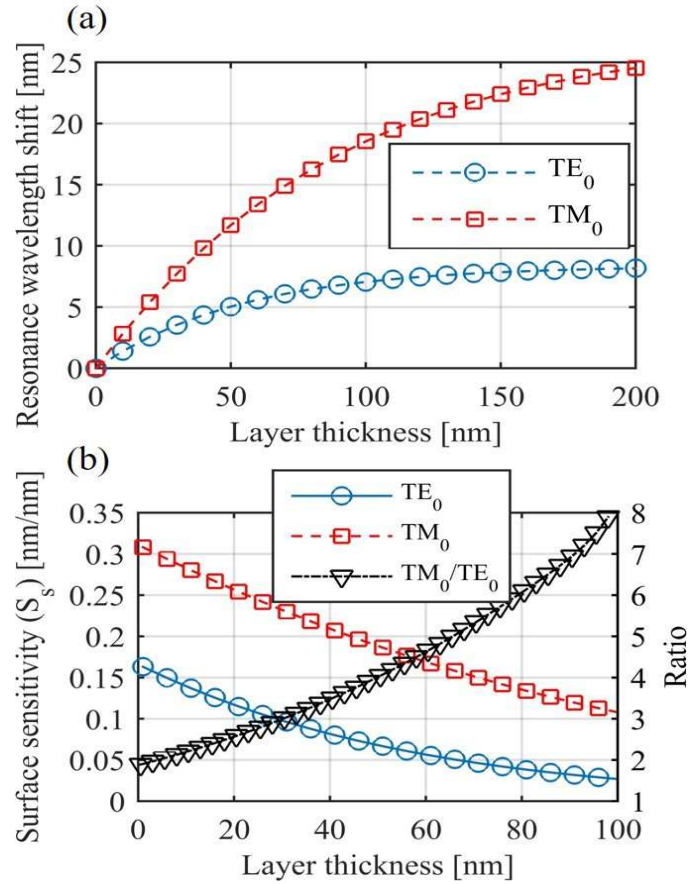 (a)
Resonance wavelength shift [nm]
25
20
15
10
5
0
TE₀
TM₀
0 50 100 150 200
Layer thickness [nm]
(b)
TE₀
TM₀
TM₀/TE₀
Surface sensitivity (Sₛ) [nm/nm]
0.35
0.3
0.25
0.2
0.15
0.1
0.05
0
8
7
6
5
4
3
2
1
Ratio
0 20 40 60 80 100
Layer thickness [nm]